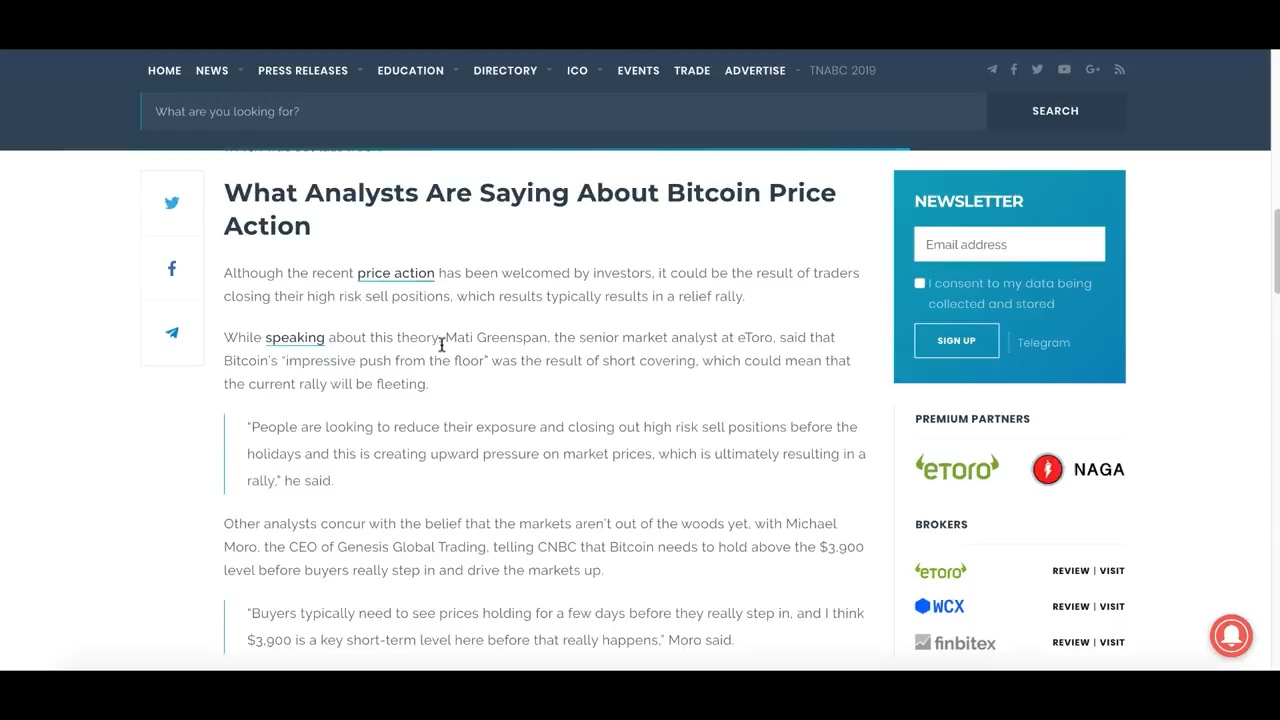 HOME NEWS PRESS RELEASES EDUCATION DIRECTORY ICO EVENTS TRADE ADVERTISE TNABC 2019
What are you looking for?
SEARCH
What Analysts Are Saying About Bitcoin Price
Action
Although the recent price action has been welcomed by investors, it could be the result of traders
closing their high risk sell positions, which results typically results in a relief rally.
While speaking about this theory, Mati Greenspan, the senior market analyst at eToro, said that
Bitcoin's “impressive push from the floor” was the result of short covering, which could mean that
the current rally will be fleeting.
“People are looking to reduce their exposure and closing out high risk sell positions before the
holidays and this is creating upward pressure on market prices, which is ultimately resulting in a
rally,” he said.
Other analysts concur with the belief that the markets aren't out of the woods yet, with Michael
Moro, the CEO of Genesis Global Trading, telling CNBC that Bitcoin needs to hold above the $3,900
level before buyers really step in and drive the markets up.
“Buyers typically need to see prices holding for a few days before they really step in, and I think
$3,900 is a key short-term level here before that really happens,” Moro said.
NEWSLETTER
Email address
I consent to my data being
collected and stored
SIGN UP Telegram
PREMIUM PARTNERS
eToro NAGA
BROKERS
eToro REVIEW | VISIT
WCX REVIEW | VISIT
finbitex REVIEW | VISIT